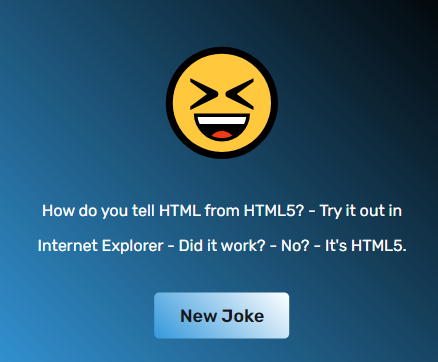 How do you tell HTML from HTML5? - Try it out in
Internet Explorer - Did it work? - No? - It's HTML5.
New Joke